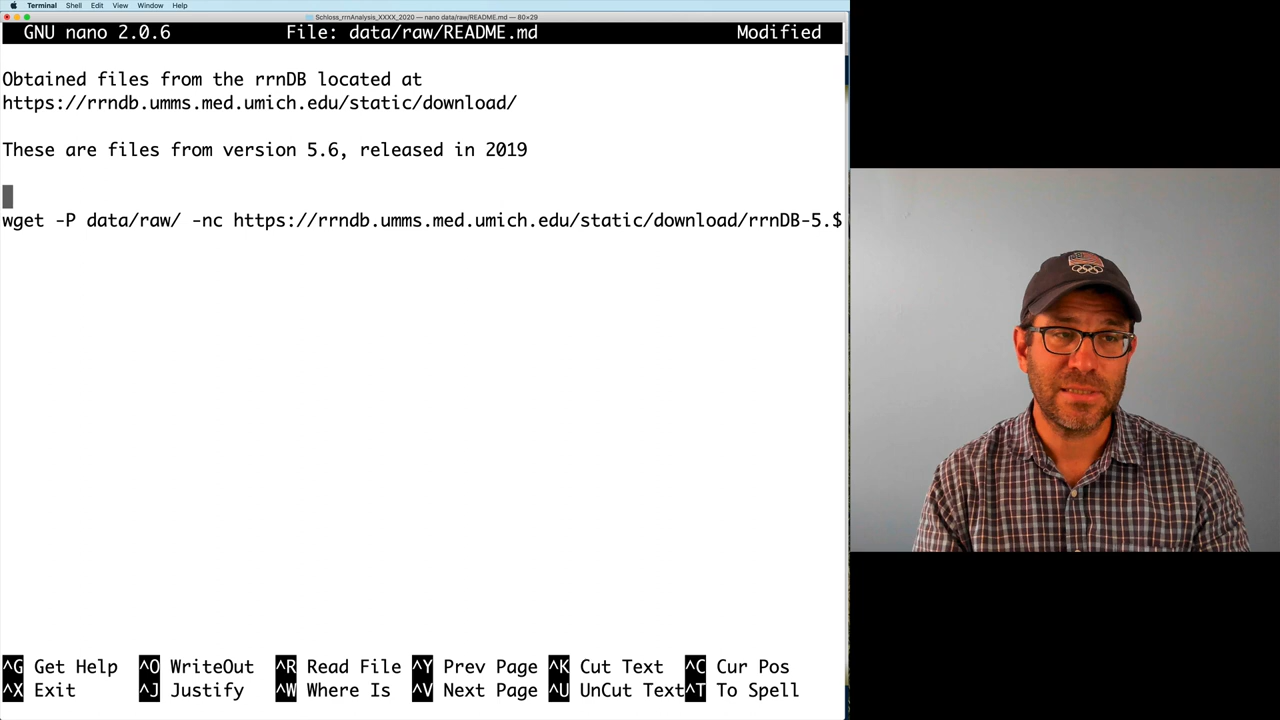 Terminal Shell Edit View Window Help
Schloss_rrnAnalysis_XXXX_2020 — nano data/raw/README.md — 80×29
GNU nano 2.0.6 File: data/raw/README.md Modified
Obtained files from the rrnDB located at
https://rrndb.umms.med.umich.edu/static/download/
These are files from version 5.6, released in 2019
wget -P data/raw/ -nc https://rrndb.umms.med.umich.edu/static/download/rrnDB-5.$
^G Get Help ^O WriteOut ^R Read File ^Y Prev Page ^K Cut Text ^C Cur Pos
^X Exit ^J Justify ^W Where Is ^V Next Page ^U UnCut Text ^T To Spell